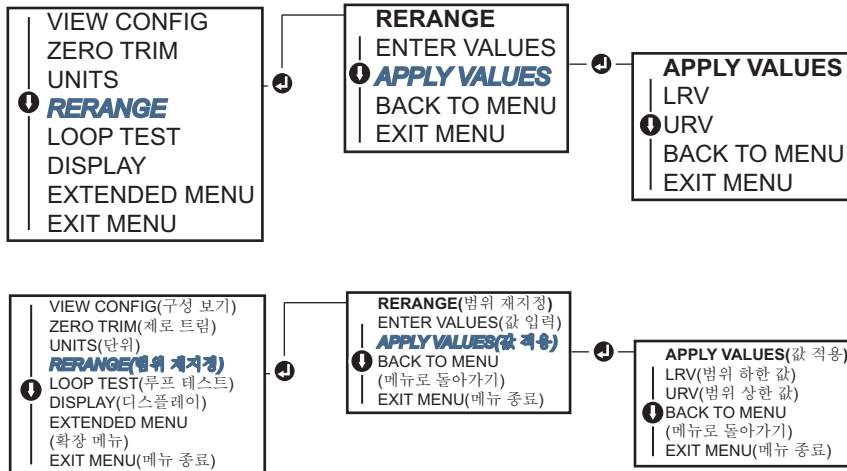 VIEW CONFIG
ZERO TRIM
UNITS
RERANGE
LOOP TEST
DISPLAY
EXTENDED MENU
EXIT MENU
RERANGE
ENTER VALUES
APPLY VALUES
BACK TO MENU
EXIT MENU
APPLY VALUES
LRV
URV
BACK TO MENU
EXIT MENU
VIEW CONFIG(구성 보기)
ZERO TRIM(제로 트림)
UNITS(단위)
RERANGE(범위 재지정)
LOOP TEST(루프 테스트)
DISPLAY(디스플레이)
EXTENDED MENU
(확장 메뉴)
EXIT MENU(메뉴 종료)
RERANGE(범위 재지정)
ENTER VALUES(값 입력)
APPLY VALUES(값 적용)
BACK TO MENU
(메뉴로 돌아가기)
EXIT MENU(메뉴 종료)
APPLY VALUES(값 적용)
LRV(범위 하한 값)
URV(범위 상한 값)
BACK TO MENU
(메뉴로 돌아가기)
EXIT MENU(메뉴 종료)